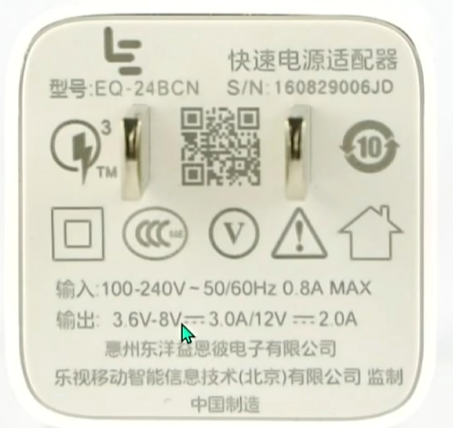 LE
快速电源适配器
型号:EQ-24BCN S/N:160829006JD
3
TM
10
CCC S&E
V
输入:100-240V~50/60Hz 0.8A MAX
输出: 3.6V-8V⎓3.0A/12V⎓2.0A
惠州东洋益恩彼电子有限公司
乐视移动智能信息技术(北京)有限公司 监制
中国制造